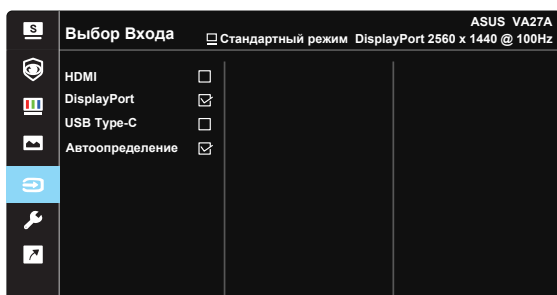 S
ASUS VA27A
Выбор Входа
Стандартный режим DisplayPort 2560 x 1440 @ 100Hz
HDMI
DisplayPort
USB Type-C
Автоопределение